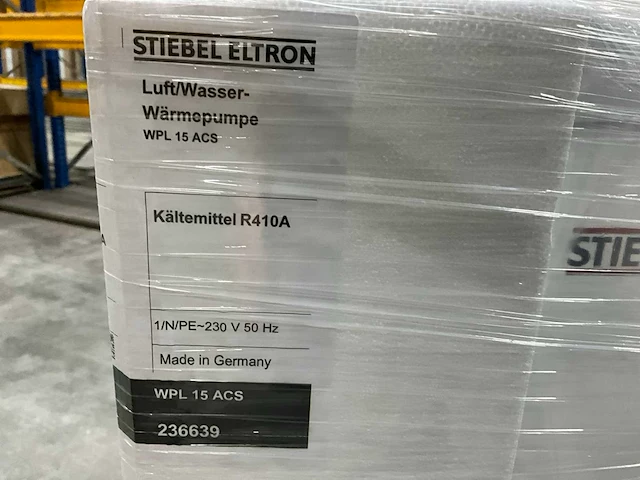 STIEBEL ELTRON
Luft/Wasser-
Wärmepumpe
WPL 15 ACS
Kältemittel R410A
1/N/PE~230 V 50 Hz
Made in Germany
WPL 15 ACS
236639
STIE